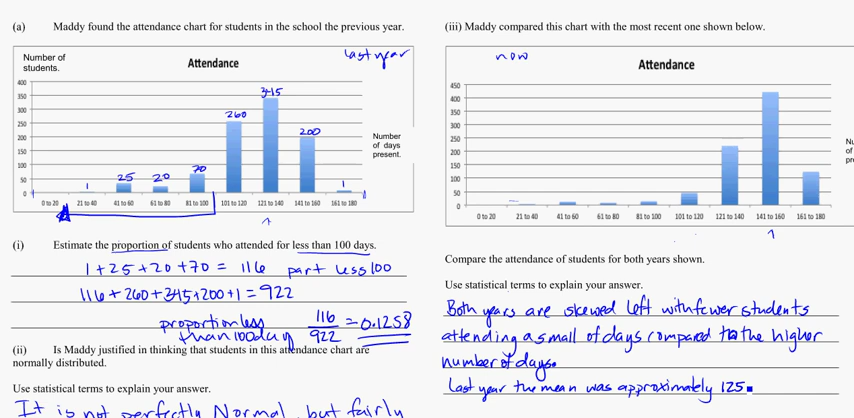 (a) Maddy found the attendance chart for students in the school the previous year.
last year
Number of
students.
Attendance
400
350
300
250
200
150
100
50
0
1
25
20
70
260
345
200
1
Number
of days
present.
0 to 20 21 to 40 41 to 60 61 to 80 81 to 100 101 to 120 121 to 140 141 to 160 161 to 180
(i) Estimate the proportion of students who attended for less than 100 days.
1 + 25 + 20 + 70 = 116 part less 100
116 + 260 + 345 + 200 + 1 = 922
proportion less
than 100 day
116
922
= 0.1258
(ii) Is Maddy justified in thinking that students in this attendance chart are
normally distributed.
Use statistical terms to explain your answer.
It is not perfectly Normal, but fairly
(iii) Maddy compared this chart with the most recent one shown below.
now
Attendance
450
400
350
300
250
200
150
100
50
0
Nu
of
pre
0 to 20 21 to 40 41 to 60 61 to 80 81 to 100 101 to 120 121 to 140 141 to 160 161 to 180
Compare the attendance of students for both years shown.
Use statistical terms to explain your answer.
Both years are skewed left with fewer students
attending a small of days compared to the higher
number of days.
Last year the mean was approximately 125